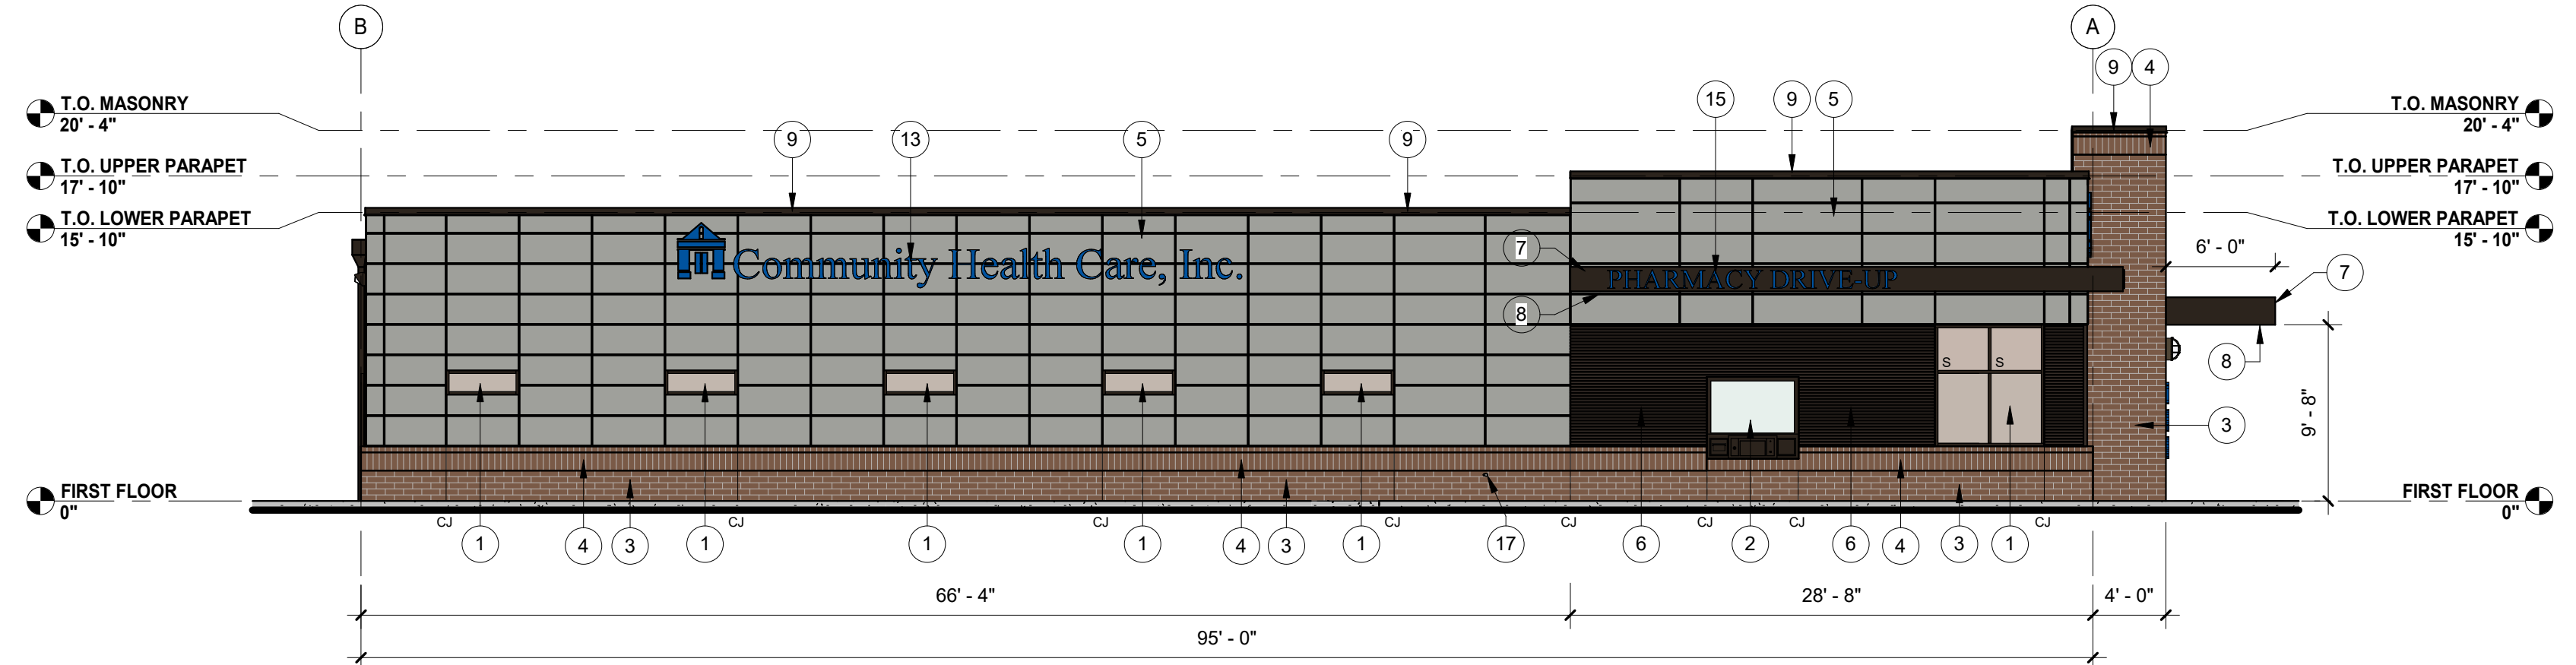 B
A
9 4
T.O. MASONRY
20' - 4"
15 9 5
T.O. MASONRY
20' - 4"
9 13 5 9
T.O. UPPER PARAPET
17' - 10"
T.O. UPPER PARAPET
17' - 10"
T.O. LOWER PARAPET
15' - 10"
T.O. LOWER PARAPET
15' - 10"
6' - 0"
7
Community Health Care, Inc.
PHARMACY DRIVE-UP
7
8
8
S S
9' - 8"
3
FIRST FLOOR
0"
FIRST FLOOR
0"
CJ CJ CJ CJ CJ CJ CJ CJ
1 4 3 1 1 1 4 3 1 17 6 2 6 4 3 1
66' - 4" 28' - 8" 4' - 0"
95' - 0"